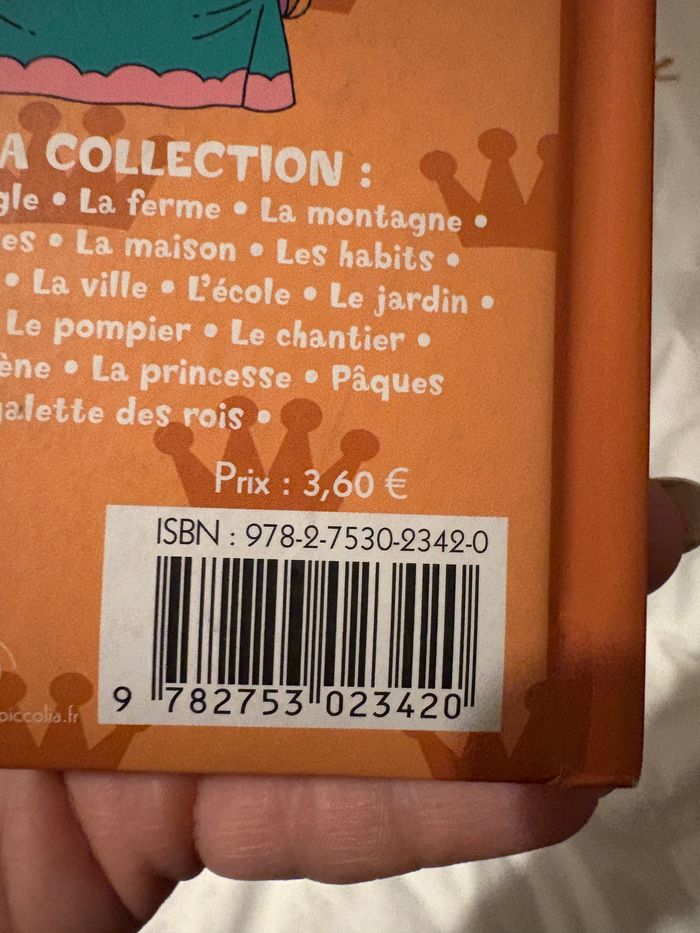 A COLLECTION :
gle • La ferme • La montagne •
es • La maison • Les habits •
• La ville • L'école • Le jardin •
Le pompier • Le chantier •
ène • La princesse • Pâques
galette des rois •
Prix : 3,60 €
ISBN : 978-2-7530-2342-0
9 782753 023420
piccolia.fr